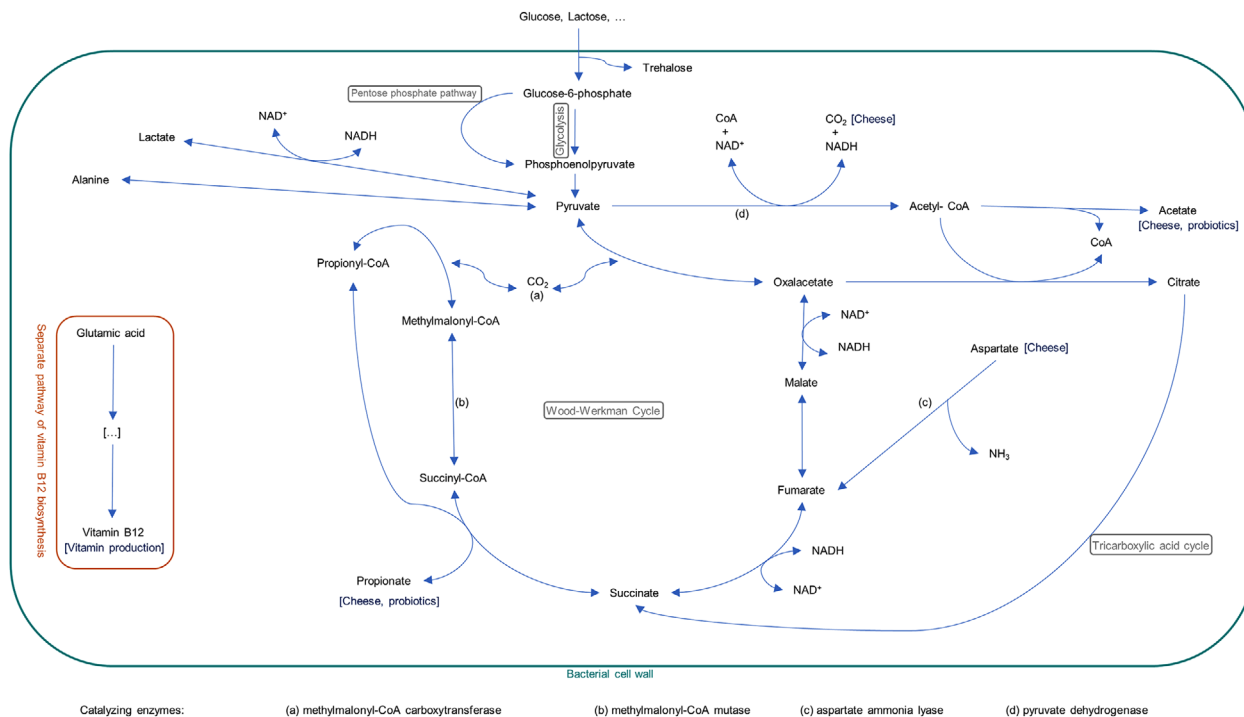 Glucose, Lactose, ...
Trehalose
Pentose phosphate pathway
Glucose-6-phosphate
Glycolysis
Phosphoenolpyruvate
NAD⁺
NADH
Lactate
Alanine
CoA
+
NAD⁺
CO₂ [Cheese]
+
NADH
Pyruvate
(d)
Acetyl- CoA
Acetate
[Cheese, probiotics]
CoA
Propionyl-CoA
CO₂
(a)
Oxalacetate
Citrate
Methylmalonyl-CoA
NAD⁺
NADH
Malate
Aspartate [Cheese]
(b)
(c)
Wood-Werkman Cycle
NH₃
Succinyl-CoA
Fumarate
Separate pathway of vitamin B12 biosynthesis
Glutamic acid
[...]
Vitamin B12
[Vitamin production]
Tricarboxylic acid cycle
NADH
NAD⁺
Propionate
[Cheese, probiotics]
Succinate
Bacterial cell wall
Catalyzing enzymes: (a) methylmalonyl-CoA carboxytransferase (b) methylmalonyl-CoA mutase (c) aspartate ammonia lyase (d) pyruvate dehydrogenase